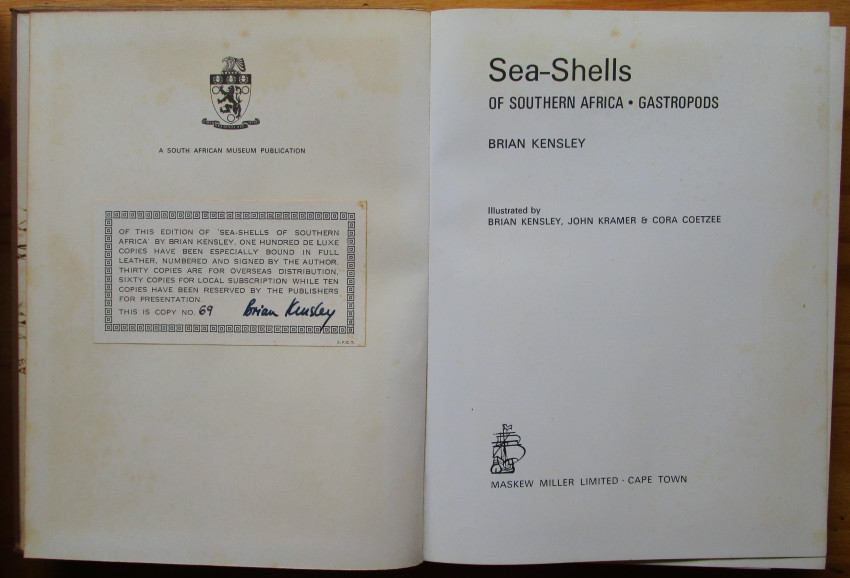 A SOUTH AFRICAN MUSEUM PUBLICATION
OF THIS EDITION OF 'SEA-SHELLS OF SOUTHERN
AFRICA' BY BRIAN KENSLEY, ONE HUNDRED DE LUXE
COPIES HAVE BEEN ESPECIALLY BOUND IN FULL
LEATHER, NUMBERED AND SIGNED BY THE AUTHOR.
THIRTY COPIES ARE FOR OVERSEAS DISTRIBUTION,
SIXTY COPIES FOR LOCAL SUBSCRIPTION WHILE TEN
COPIES HAVE BEEN RESERVED BY THE PUBLISHERS
FOR PRESENTATION.
THIS IS COPY NO. 69 Brian Kensley
Sea-Shells
OF SOUTHERN AFRICA • GASTROPODS
BRIAN KENSLEY
Illustrated by
BRIAN KENSLEY, JOHN KRAMER & CORA COETZEE
MASKEW MILLER LIMITED · CAPE TOWN